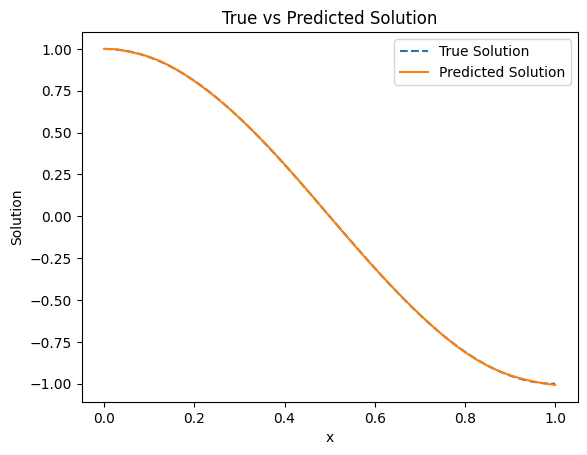 True vs Predicted Solution
True Solution
Predicted Solution
1.00
0.75
0.50
0.25
0.00
−0.25
−0.50
−0.75
−1.00
Solution
0.0 0.2 0.4 0.6 0.8 1.0
x